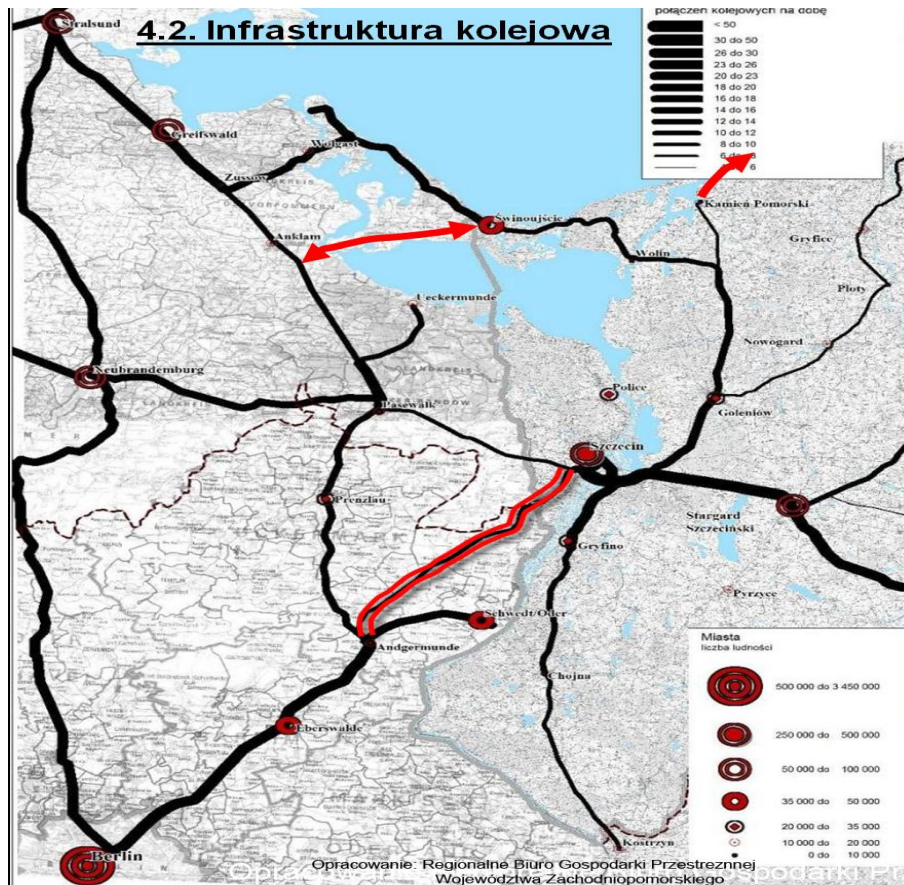 4.2. Infrastruktura kolejowa
połączeń kolejowych na dobę
< 50
30 do 50
26 do 30
23 do 26
20 do 23
18 do 20
16 do 18
14 do 16
12 do 14
10 do 12
8 do 10
6
Stralsund
Greifswald
Wolgast
Zussow
Anklam
Świnoujście
Kamień Pomorski
Gryfice
Wolin
Ploty
Ueckermunde
Nowogard
Neubrandemburg
Pasewalk
Police
Goleniów
Szczecin
Prenzlau
Stargard
Szczeciński
Gryfino
Pyrzyce
Schwedt/Oder
Andgermunde
Chojna
Eberswalde
Kostrzyn
Berlin
Miasta
liczba ludności
500 000 do 3 450 000
250 000 do 500 000
50 000 do 100 000
35 000 do 50 000
20 000 do 35 000
10 000 do 20 000
0 do 10 000
Opracowanie: Regionalne Biuro Gospodarki Przestreznnej
Województwa Zachodniopomorskiego